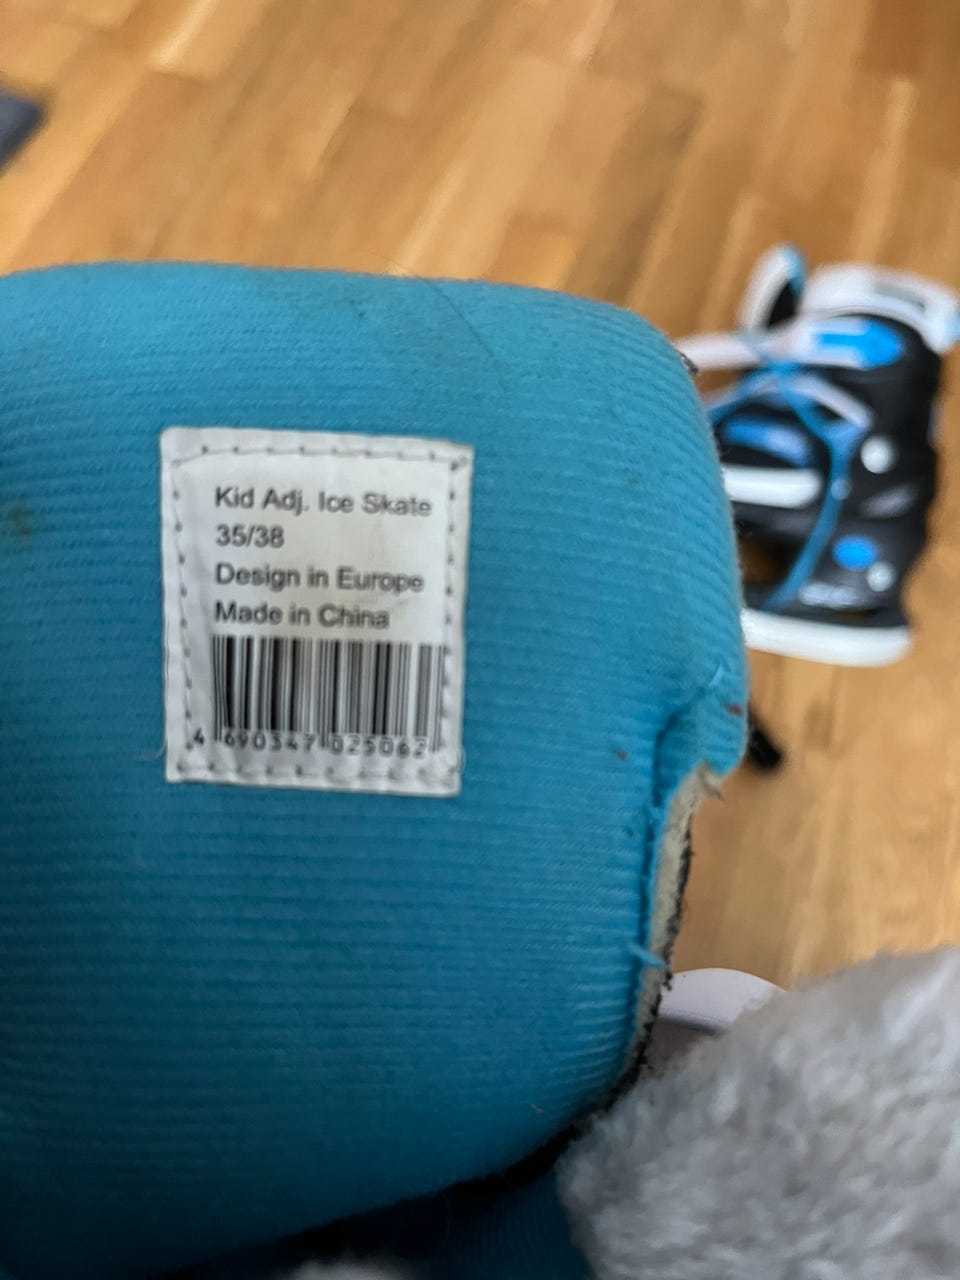 Kid Adj. Ice Skate
35/38
Design in Europe
Made in China
4 690347 025062